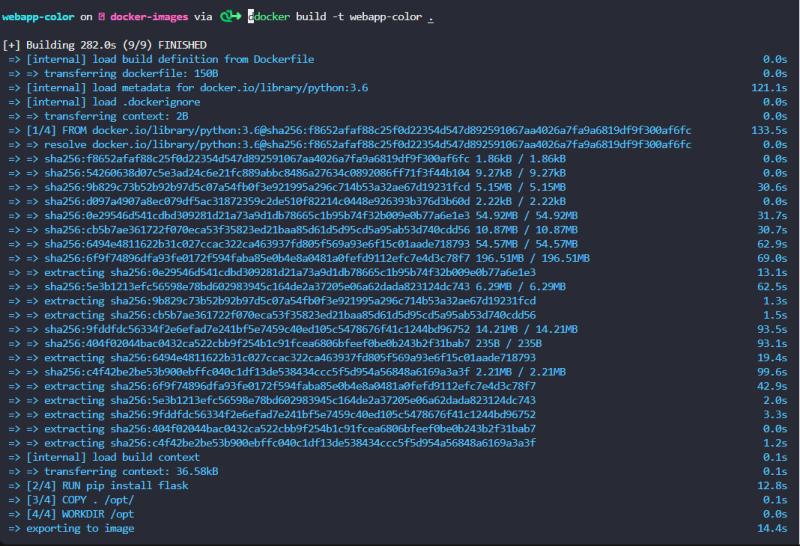 webapp-color on docker-images via ddocker build -t webapp-color .
[+] Building 282.0s (9/9) FINISHED
=> [internal] load build definition from Dockerfile 0.0s
=> => transferring dockerfile: 150B 0.0s
=> [internal] load metadata for docker.io/library/python:3.6 121.1s
=> [internal] load .dockerignore 0.0s
=> => transferring context: 2B 0.0s
=> [1/4] FROM docker.io/library/python:3.6@sha256:f8652afaf88c25f0d22354d547d892591067aa4026a7fa9a6819df9f300af6fc 133.5s
=> => resolve docker.io/library/python:3.6@sha256:f8652afaf88c25f0d22354d547d892591067aa4026a7fa9a6819df9f300af6fc 0.0s
=> => sha256:f8652afaf88c25f0d22354d547d892591067aa4026a7fa9a6819df9f300af6fc 1.86kB / 1.86kB 0.0s
=> => sha256:54260638d07c5e3ad24c6e21fc889abbc8486a27634c0892086ff71f3f44b104 9.27kB / 9.27kB 0.0s
=> => sha256:9b829c73b52b92b97d5c07a54fb0f3e921995a296c714b53a32ae67d19231fcd 5.15MB / 5.15MB 30.6s
=> => sha256:d097a4907a8ec079df5ac31872359c2de510f82214c0448e926393b376d3b60d 2.22kB / 2.22kB 0.0s
=> => sha256:0e29546d541cdbd309281d21a73a9d1db78665c1b95b74f32b009e0b77a6e1e3 54.92MB / 54.92MB 31.7s
=> => sha256:cb5b7ae361722f070eca53f35823ed21baa85d61d5d95cd5a95ab53d740cdd56 10.87MB / 10.87MB 30.7s
=> => sha256:6494e4811622b31c027ccac322ca463937fd805f569a93e6f15c01aade718793 54.57MB / 54.57MB 62.9s
=> => sha256:6f9f74896dfa93fe0172f594faba85e0b4e8a0481a0fefd9112efc7e4d3c78f7 196.51MB / 196.51MB 69.0s
=> => extracting sha256:0e29546d541cdbd309281d21a73a9d1db78665c1b95b74f32b009e0b77a6e1e3 13.1s
=> => sha256:5e3b1213efc56598e78bd602983945c164de2a37205e06a62dada823124dc743 6.29MB / 6.29MB 62.5s
=> => extracting sha256:9b829c73b52b92b97d5c07a54fb0f3e921995a296c714b53a32ae67d19231fcd 1.3s
=> => extracting sha256:cb5b7ae361722f070eca53f35823ed21baa85d61d5d95cd5a95ab53d740cdd56 1.5s
=> => sha256:9fddfdc56334f2e6efad7e241bf5e7459c40ed105c5478676f41c1244bd96752 14.21MB / 14.21MB 93.5s
=> => sha256:404f02044bac0432ca522cbb9f254b1c91fcea6806bfeef0be0b243b2f31bab7 235B / 235B 93.1s
=> => extracting sha256:6494e4811622b31c027ccac322ca463937fd805f569a93e6f15c01aade718793 19.4s
=> => sha256:c4f42be2be53b900ebffc040c1df13de538434ccc5f5d954a56848a6169a3a3f 2.21MB / 2.21MB 99.6s
=> => extracting sha256:6f9f74896dfa93fe0172f594faba85e0b4e8a0481a0fefd9112efc7e4d3c78f7 42.9s
=> => extracting sha256:5e3b1213efc56598e78bd602983945c164de2a37205e06a62dada823124dc743 2.0s
=> => extracting sha256:9fddfdc56334f2e6efad7e241bf5e7459c40ed105c5478676f41c1244bd96752 3.3s
=> => extracting sha256:404f02044bac0432ca522cbb9f254b1c91fcea6806bfeef0be0b243b2f31bab7 0.0s
=> => extracting sha256:c4f42be2be53b900ebffc040c1df13de538434ccc5f5d954a56848a6169a3a3f 1.2s
=> [internal] load build context 0.1s
=> => transferring context: 36.58kB 0.1s
=> [2/4] RUN pip install flask 12.8s
=> [3/4] COPY . /opt/ 0.1s
=> [4/4] WORKDIR /opt 0.0s
=> exporting to image 14.4s